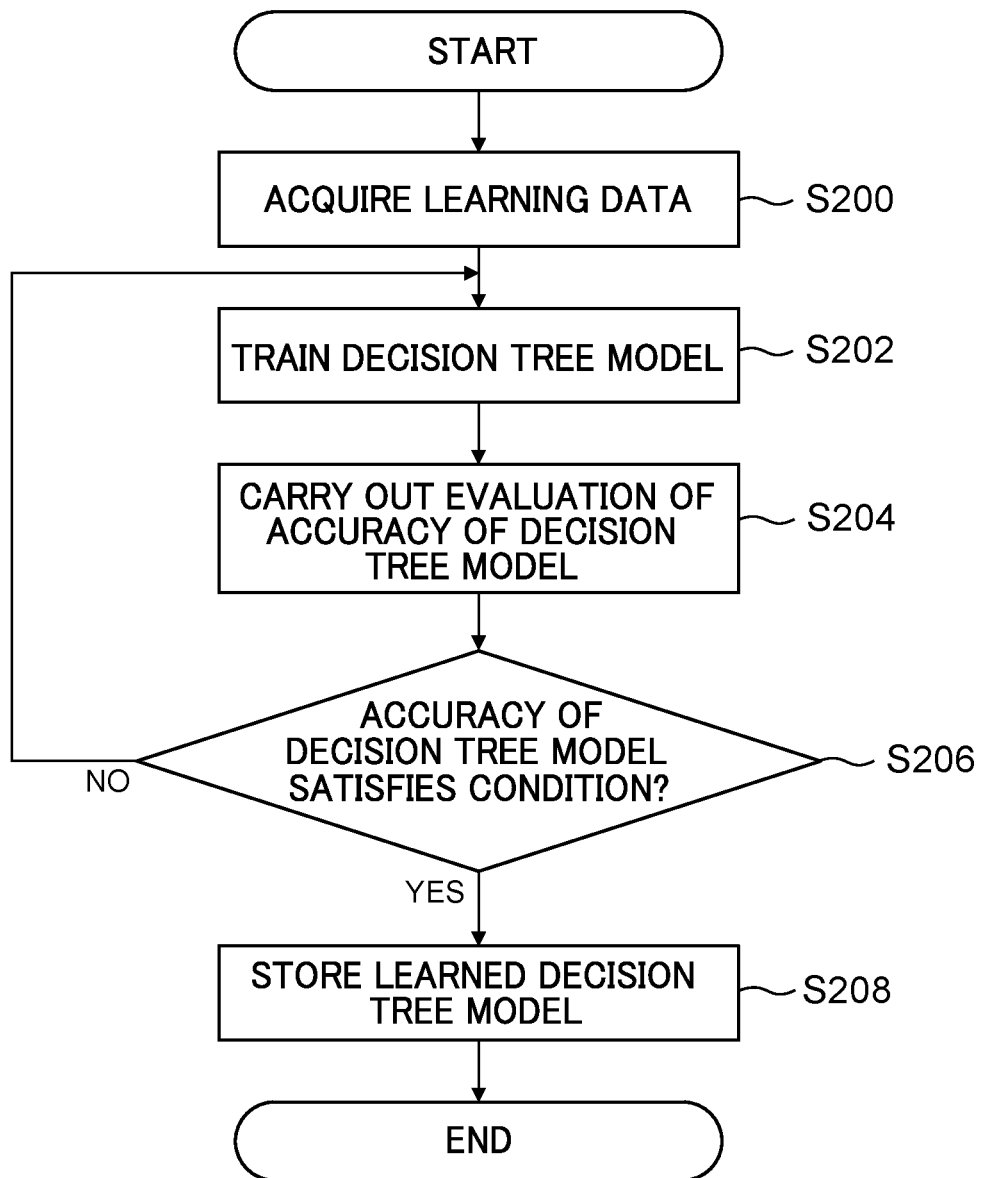 START
ACQUIRE LEARNING DATA
S200
TRAIN DECISION TREE MODEL
S202
CARRY OUT EVALUATION OF
ACCURACY OF DECISION
TREE MODEL
S204
ACCURACY OF
DECISION TREE MODEL
SATISFIES CONDITION?
S206
NO
YES
STORE LEARNED DECISION
TREE MODEL
S208
END